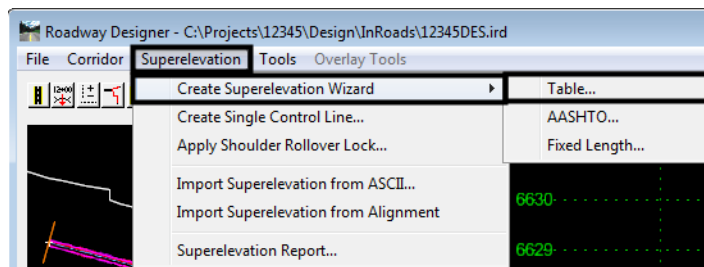 Roadway Designer - C:\Projects\12345\Design\InRoads\12345DES.ird
File Corridor Superelevation Tools Overlay Tools
12+00
Create Superelevation Wizard Table...
Create Single Control Line... AASHTO...
Apply Shoulder Rollover Lock... Fixed Length...
Import Superelevation from ASCII...
Import Superelevation from Alignment
6630
Superelevation Report...
6629